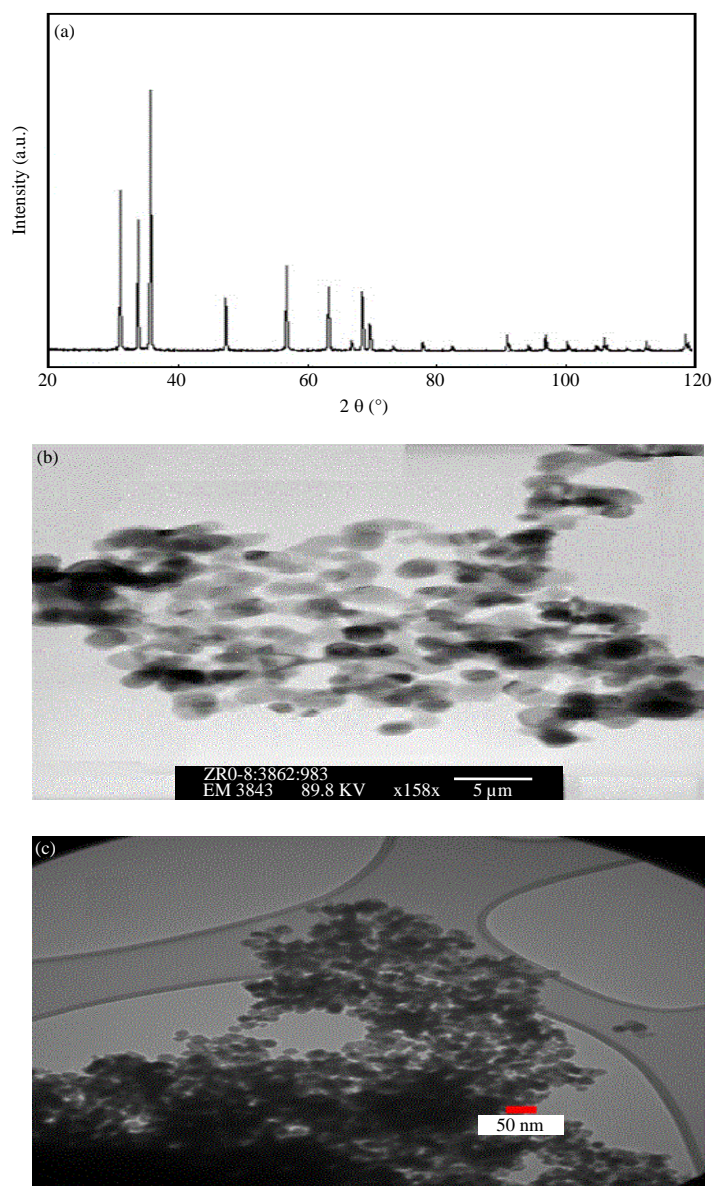 (a)
Intensity (a.u.)
20 40 60 80 100 120
2 θ (°)
(b)
ZR0-8:3862:983
EM 3843 89.8 KV x158x 5 µm
(c)
50 nm